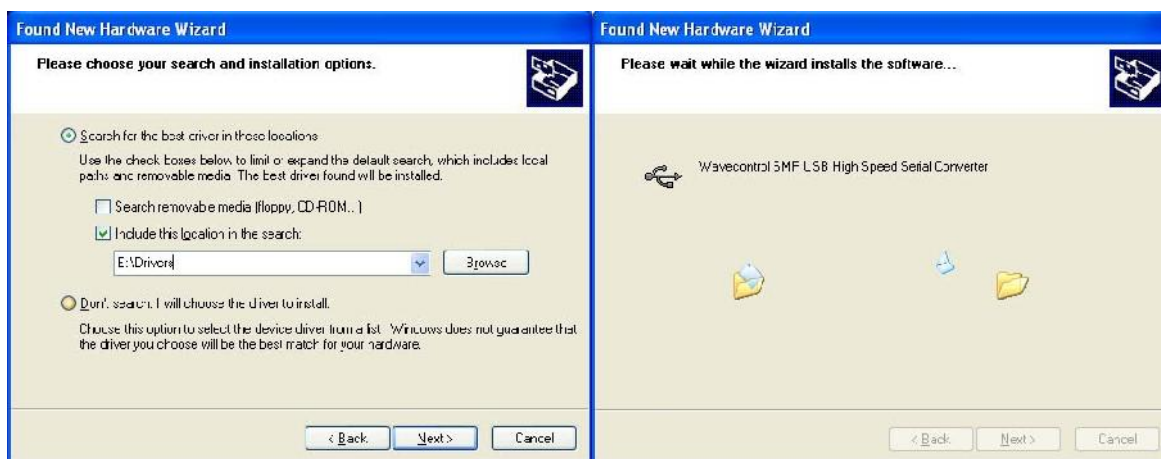 Found New Hardware Wizard
Please choose your search and installation options.
Search for the best driver in these locations
Use the check boxes below to limit or expand the default search, which includes local
paths and removable media. The best driver found will be installed.
Search removable media (floppy, CD-ROM...)
Include this location in the search:
E:\Drivers
Browse
Don't search. I will choose the driver to install.
Choose this option to select the device driver from a list. Windows does not guarantee that
the driver you choose will be the best match for your hardware.
< Back
Next >
Cancel
Found New Hardware Wizard
Please wait while the wizard installs the software...
Wavecontrol SMF USB High Speed Serial Converter
< Back
Next >
Cancel